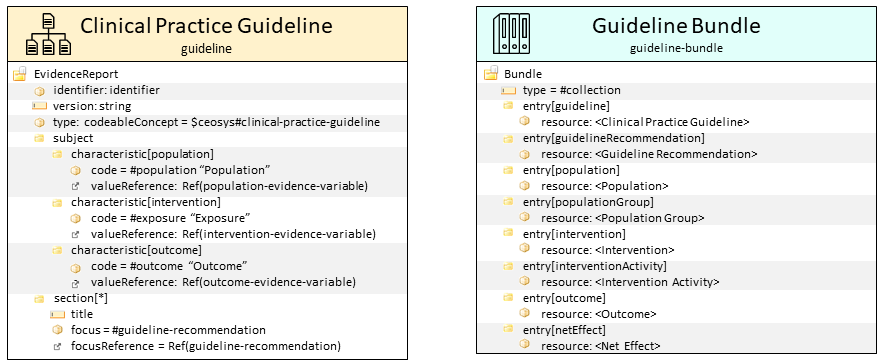 Clinical Practice Guideline
guideline
EvidenceReport
identifier: identifier
version: string
type: codeableConcept = $ceosys#clinical-practice-guideline
subject
characteristic[population]
code = #population “Population”
valueReference: Ref(population-evidence-variable)
characteristic[intervention]
code = #exposure “Exposure”
valueReference: Ref(intervention-evidence-variable)
characteristic[outcome]
code = #outcome “Outcome”
valueReference: Ref(outcome-evidence-variable)
section[*]
title
focus = #guideline-recommendation
focusReference = Ref(guideline-recommendation)
Guideline Bundle
guideline-bundle
Bundle
type = #collection
entry[guideline]
resource: <Clinical Practice Guideline>
entry[guidelineRecommendation]
resource: <Guideline Recommendation>
entry[population]
resource: <Population>
entry[populationGroup]
resource: <Population Group>
entry[intervention]
resource: <Intervention>
entry[interventionActivity]
resource: <Intervention Activity>
entry[outcome]
resource: <Outcome>
entry[netEffect]
resource: <Net Effect>